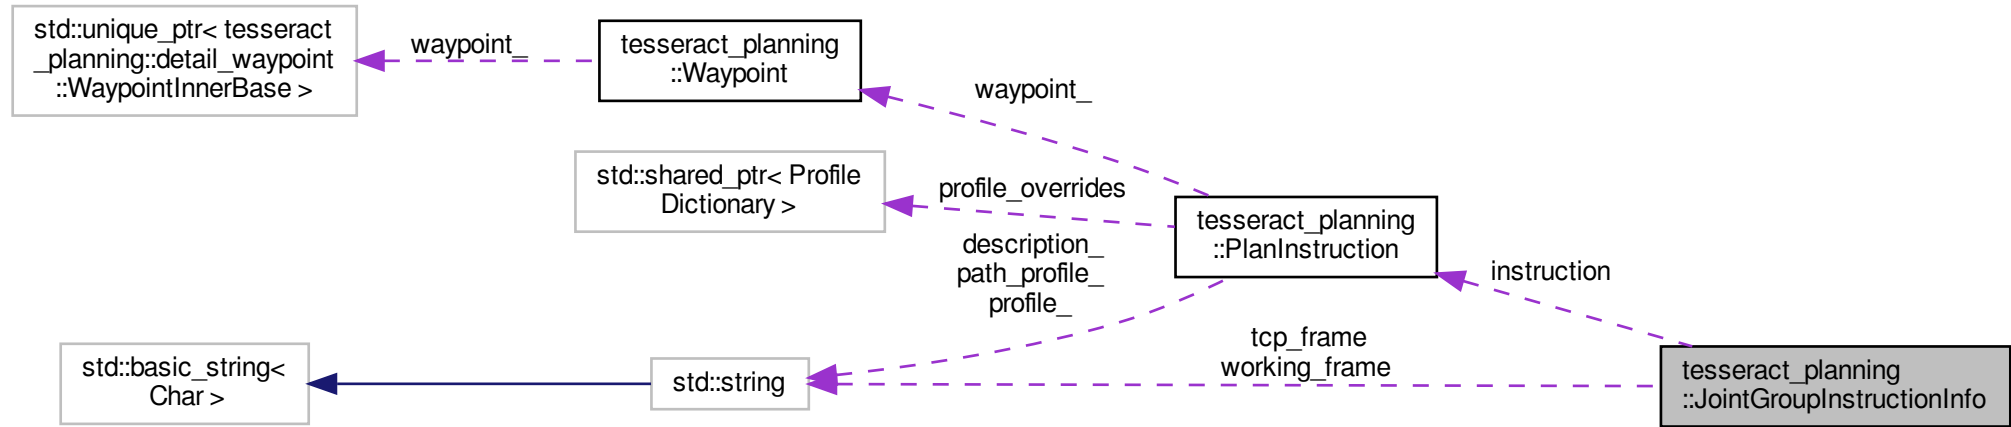 std::unique_ptr< tesseract
_planning::detail_waypoint
::WaypointInnerBase >
waypoint_
tesseract_planning
::Waypoint
waypoint_
std::shared_ptr< Profile
Dictionary >
profile_overrides
tesseract_planning
::PlanInstruction
description_
path_profile_
profile_
instruction
std::basic_string<
Char >
std::string
tcp_frame
working_frame
tesseract_planning
::JointGroupInstructionInfo